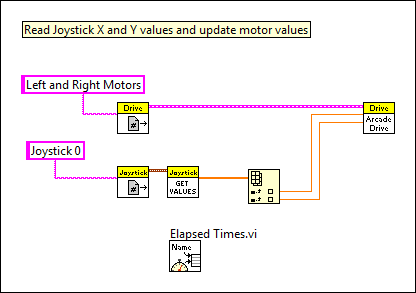 Read Joystick X and Y values and update motor values
Left and Right Motors
Drive
#
Drive
Arcade
Drive
Joystick 0
Joystick
#
Joystick
GET
VALUES
Elapsed Times.vi
Name